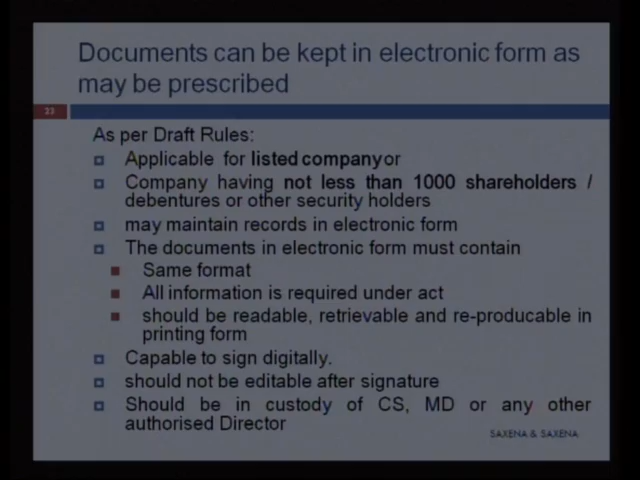 Documents can be kept in electronic form as
may be prescribed
23
As per Draft Rules:
Applicable for listed companyor
Company having not less than 1000 shareholders /
debentures or other security holders
may maintain records in electronic form
The documents in electronic form must contain
Same format
All information is required under act
should be readable, retrievable and re-producable in
printing form
Capable to sign digitally.
should not be editable after signature
Should be in custody of CS, MD or any other
authorised Director
SAXENA & SAXENA